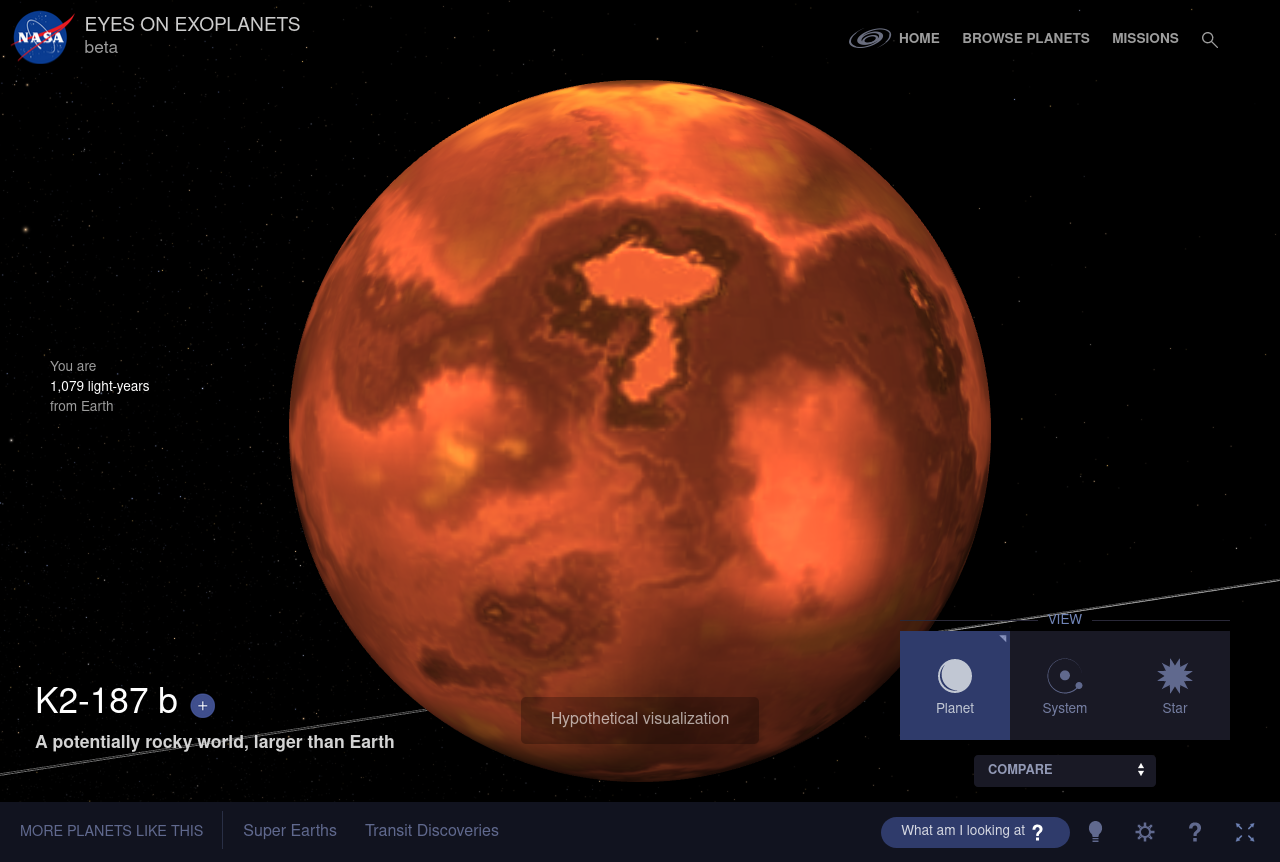 NASA
EYES ON EXOPLANETS
beta
HOME
BROWSE PLANETS
MISSIONS
You are
1,079 light-years
from Earth
VIEW
Planet
System
Star
COMPARE
K2-187 b
+
A potentially rocky world, larger than Earth
Hypothetical visualization
MORE PLANETS LIKE THIS
Super Earths
Transit Discoveries
What am I looking at ?
?